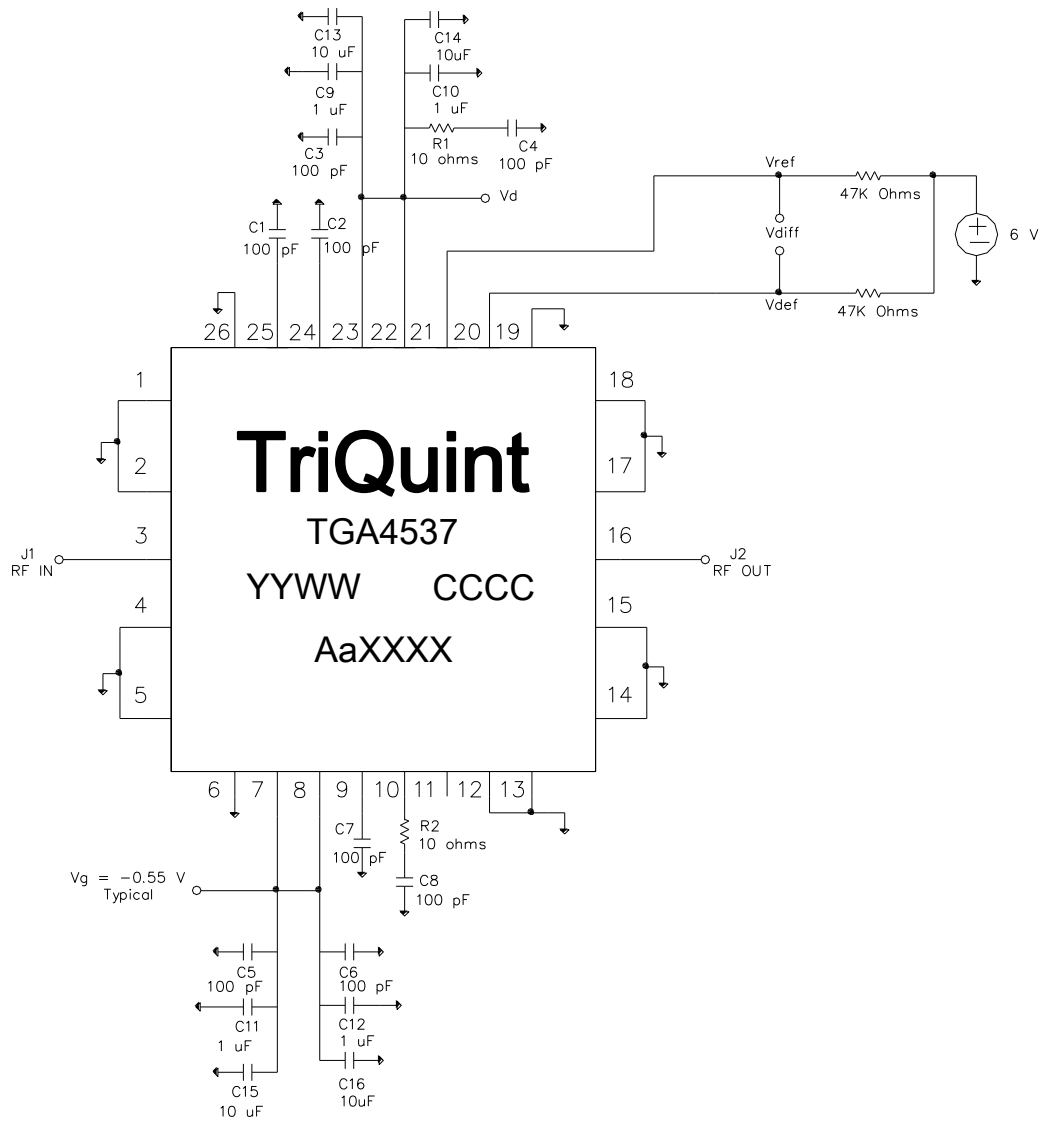 C13
10 uF
C14
10uF
C9
1 uF
C10
1 uF
C3
100 pF
R1
10 ohms
C4
100 pF
Vref
47K Ohms
Vd
C1
100 pF
C2
100 pF
Vdiff
6 V
Vdef
47K Ohms
26 25 24 23 22 21 20 19
1
18
TriQuint
2
17
TGA4537
3
16
J1
RF IN
J2
RF OUT
YYWW CCCC
4
15
AaXXXX
5
14
6 7 8 9 10 11 12 13
C7
100 pF
R2
10 ohms
Vg = -0.55 V
Typical
C8
100 pF
C5
100 pF
C6
100 pF
C11
1 uF
C12
1 uF
C15
10 uF
C16
10uF